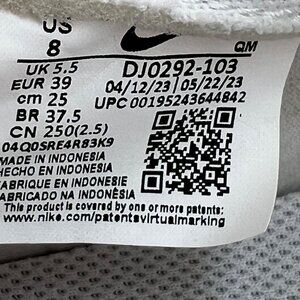 US
8
QM
UK 5.5
DJ0292-103
EUR 39
04/12/23 | 05/22/23
cm 25
UPC 00195243644842
BR 37.5
CN 250(2.5)
04Q0SRE4R83K9
MADE IN INDONESIA
HECHO EN INDONESIA
FABRIQUÉ EN INDONÉSIE
FABRICADO NA INDONÉSIA
This product is covered by one or more patents:
www.nike.com/patentsvirtualmarking